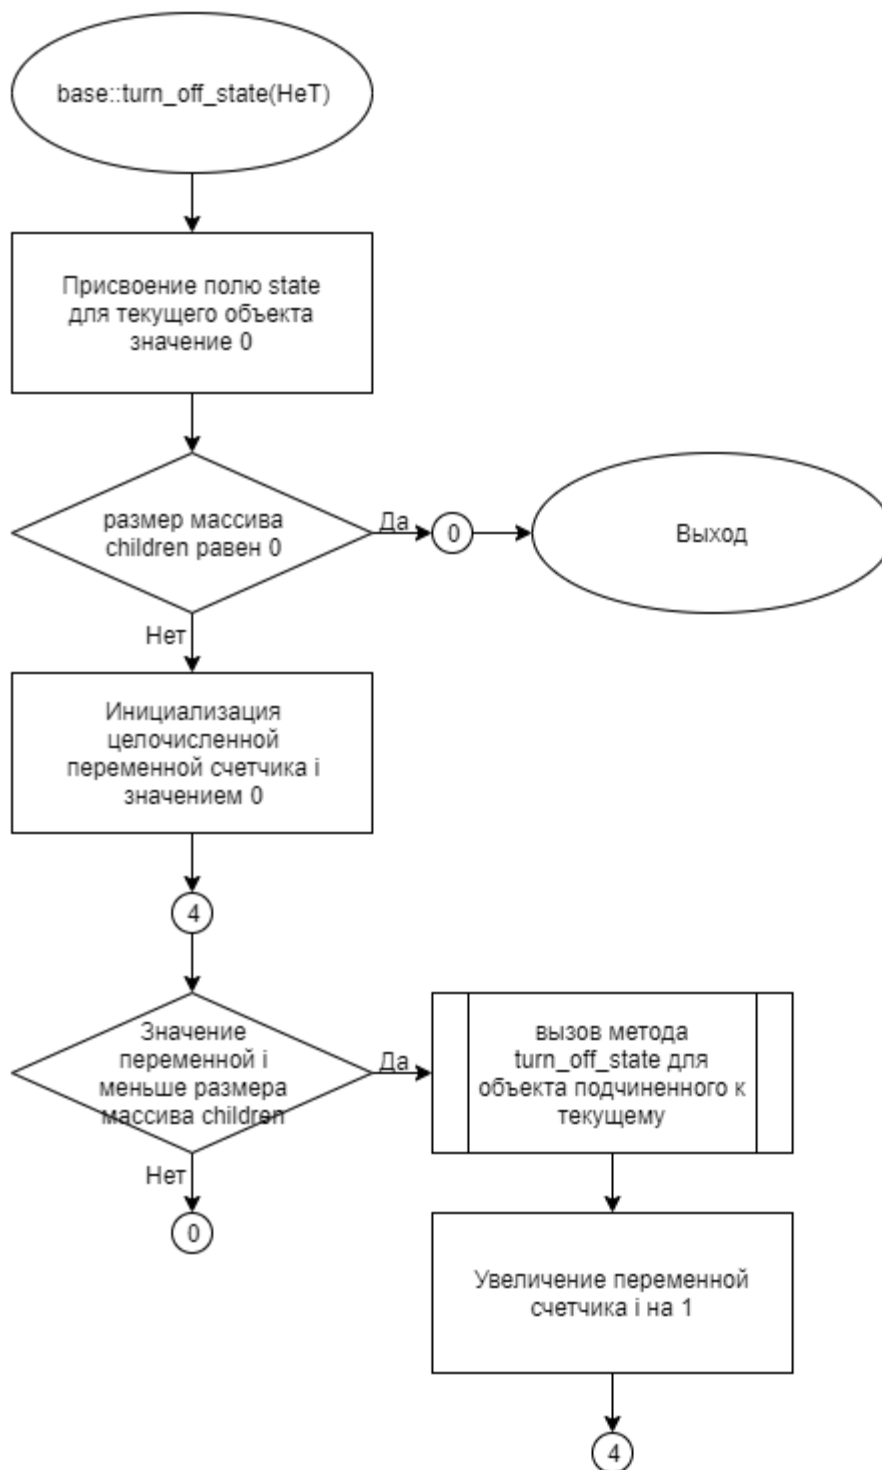 base::turn_off_state(НеТ)
Присвоение полю state
для текущего объекта
значение 0
размер массива
children равен 0
Да
0
Выход
Нет
Инициализация
целочисленной
переменной счетчика i
значением 0
4
Значение
переменной i
меньше размера
массива children
Да
вызов метода
turn_off_state для
объекта подчиненного к
текущему
Нет
0
Увеличение переменной
счетчика i на 1
4